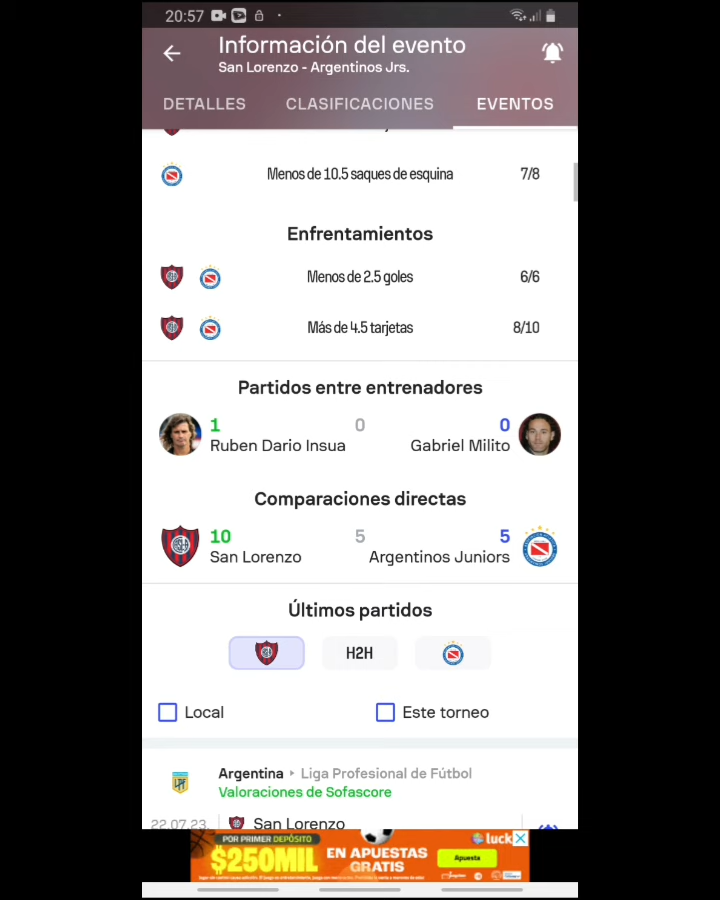 20:57
Información del evento
San Lorenzo - Argentinos Jrs.
DETALLES CLASIFICACIONES EVENTOS
Menos de 10.5 saques de esquina 7/8
Enfrentamientos
Menos de 2.5 goles 6/6
Más de 4.5 tarjetas 8/10
Partidos entre entrenadores
1 0 0
Ruben Dario Insua Gabriel Milito
Comparaciones directas
10 5 5
San Lorenzo Argentinos Juniors
Últimos partidos
H2H
Local Este torneo
Argentina Liga Profesional de Fútbol
Valoraciones de Sofascore
22.07.23. San Lorenzo
POR PRIMER DEPÓSITO
$250MIL EN APUESTAS GRATIS
luck
Apuesta